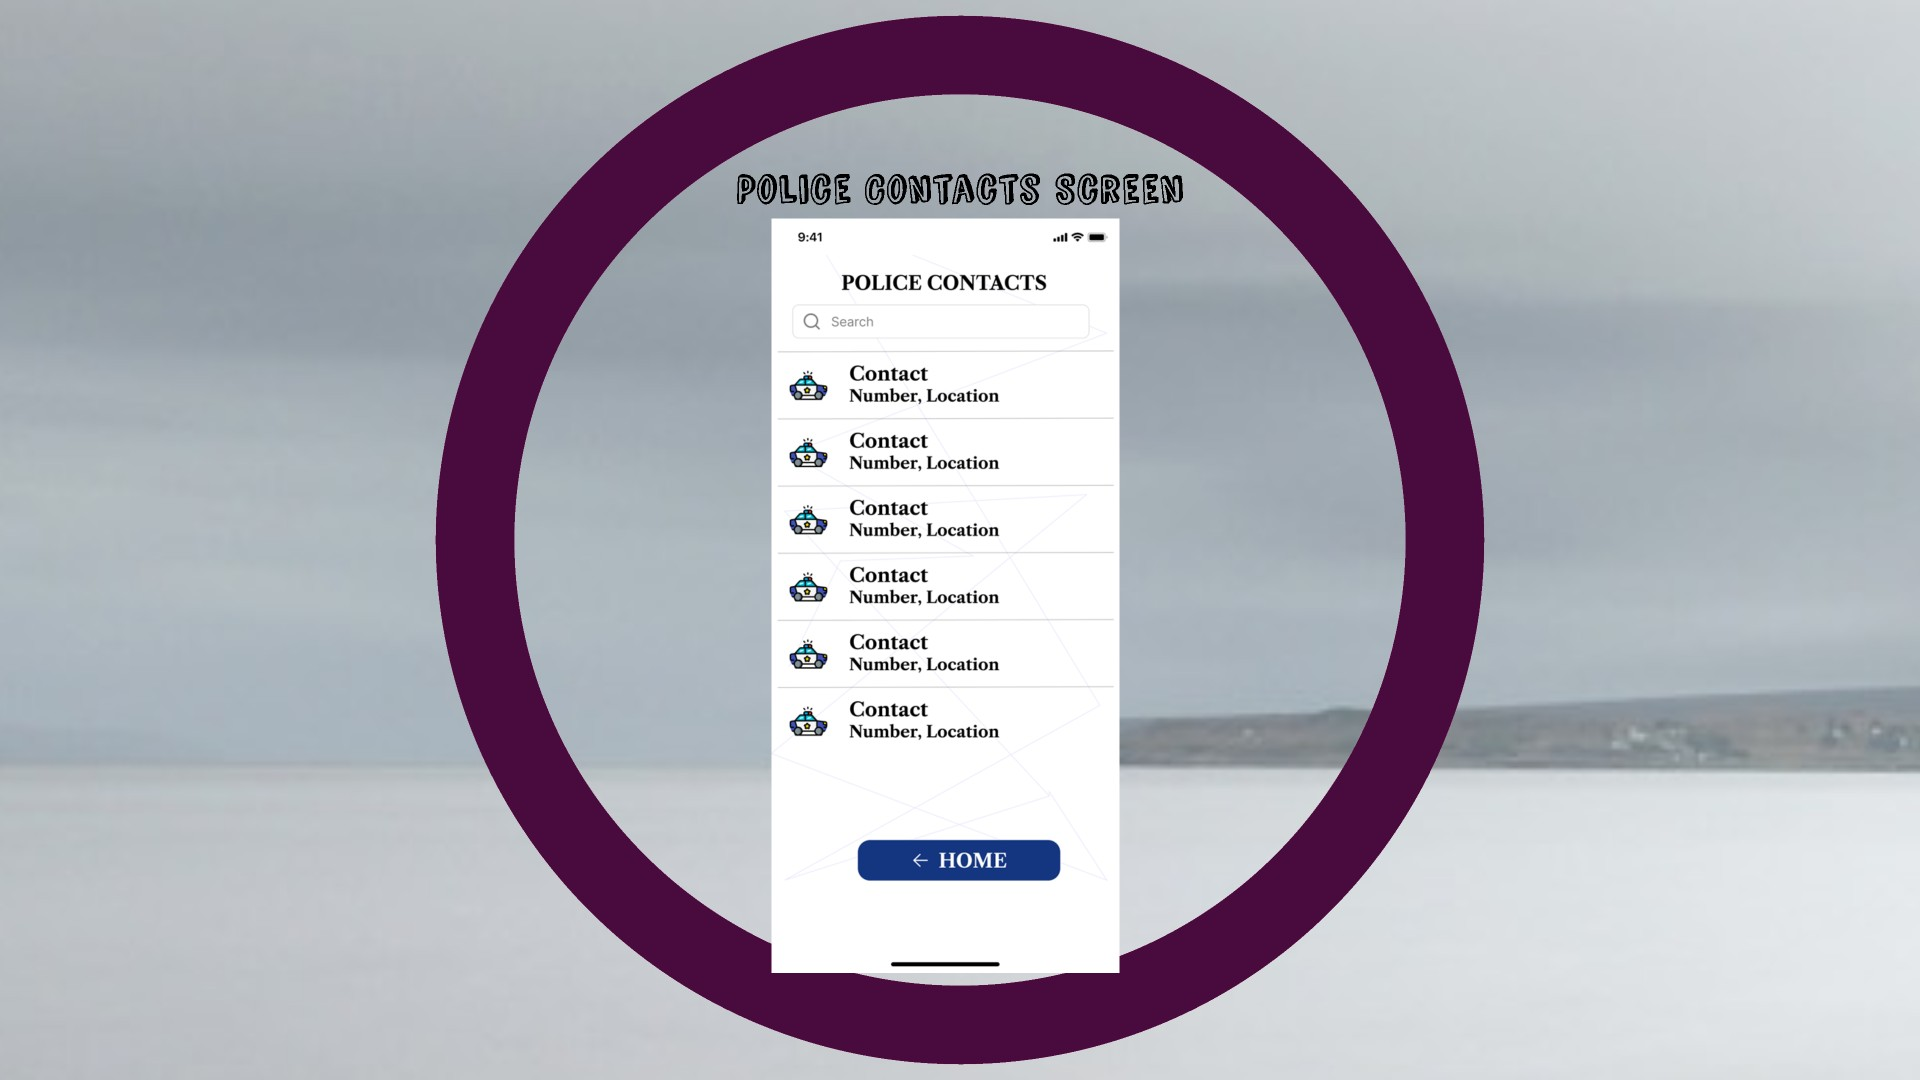 POLICE CONTACTS SCREEN
9:41
POLICE CONTACTS
Search
Contact
Number, Location
Contact
Number, Location
Contact
Number, Location
Contact
Number, Location
Contact
Number, Location
Contact
Number, Location
← HOME